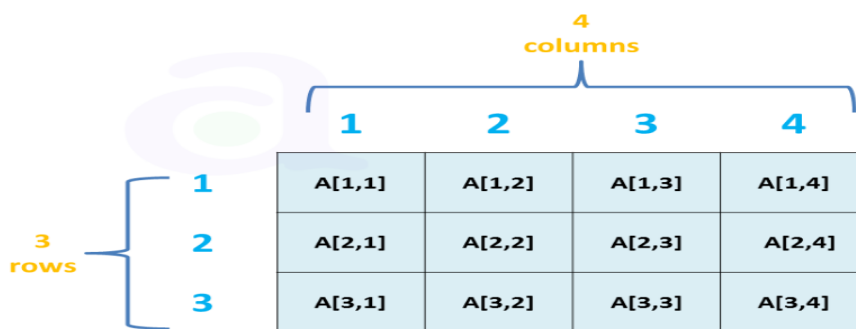 4
columns
1 2 3 4
1 A[1,1] A[1,2] A[1,3] A[1,4]
3
rows
2 A[2,1] A[2,2] A[2,3] A[2,4]
3 A[3,1] A[3,2] A[3,3] A[3,4]